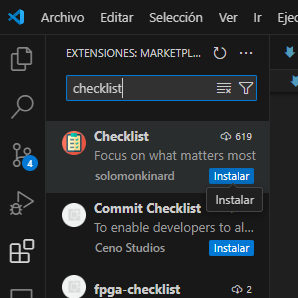 Archivo Editar Selección Ver Ir Ejec
EXTENSIONES: MARKETPL...
checklist
Checklist 619
Focus on what matters most
solomonkinard Instalar
Instalar
Commit Checklist
To enable developers to al...
Ceno Studios Instalar
fpga-checklist 2
4